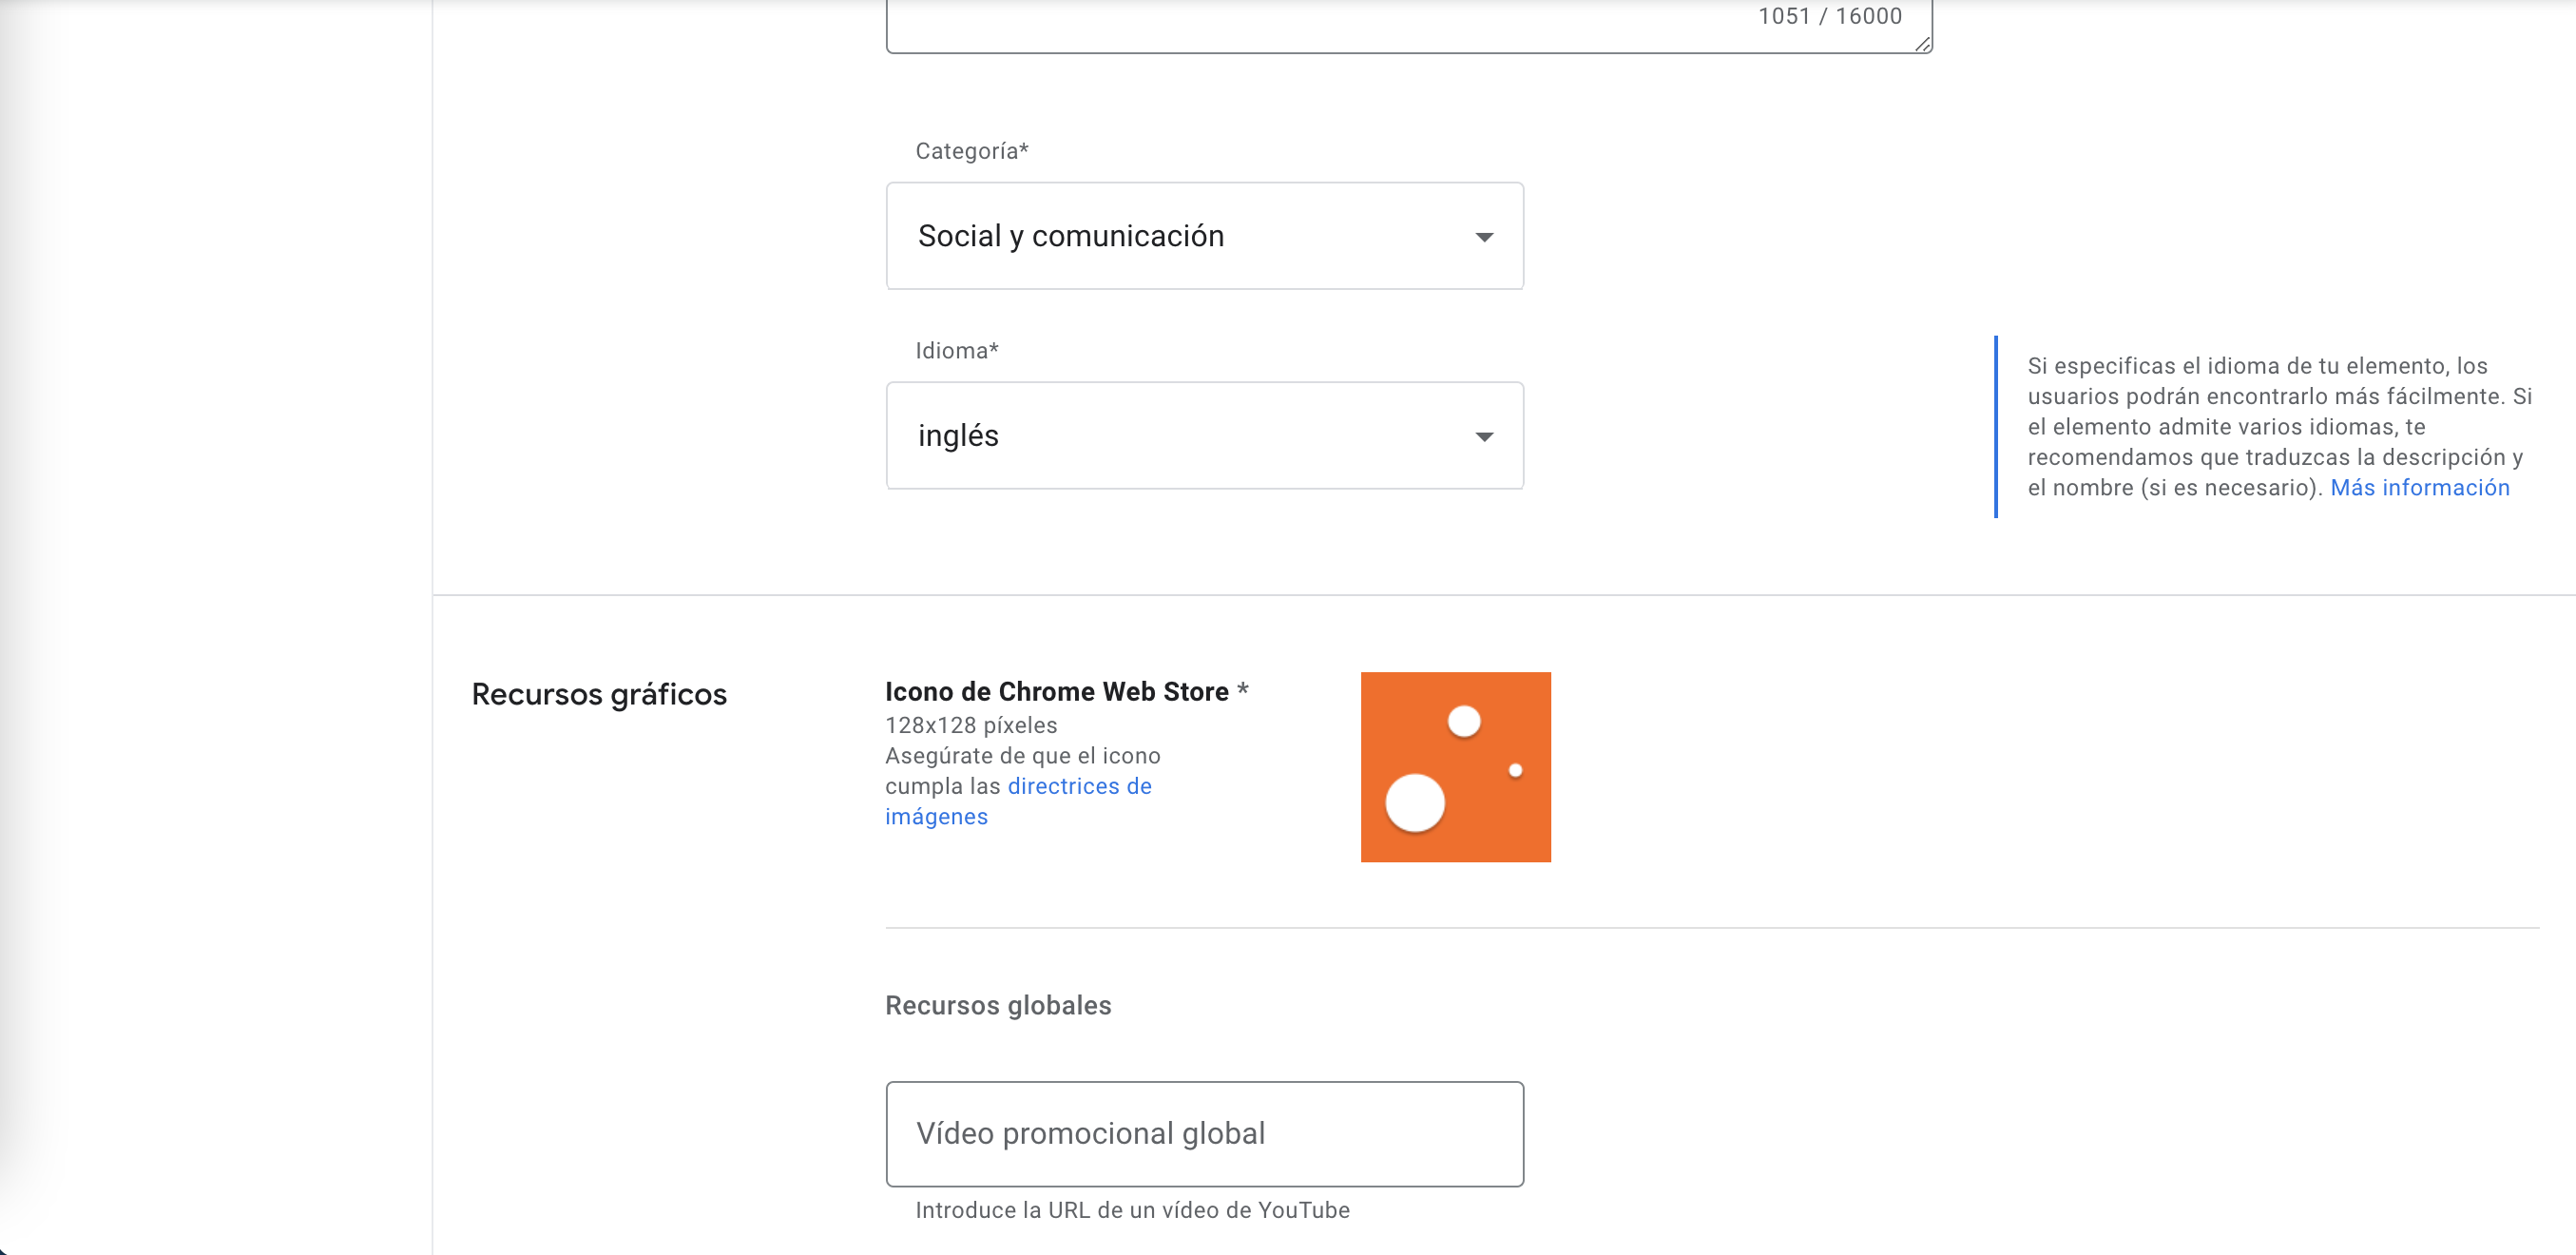 1051 / 16000
Categoría*
Social y comunicación
Idioma*
inglés
Si especificas el idioma de tu elemento, los
usuarios podrán encontrarlo más fácilmente. Si
el elemento admite varios idiomas, te
recomendamos que traduzcas la descripción y
el nombre (si es necesario). Más información
Recursos gráficos
Icono de Chrome Web Store *
128x128 píxeles
Asegúrate de que el icono
cumpla las directrices de
imágenes
Recursos globales
Vídeo promocional global
Introduce la URL de un vídeo de YouTube